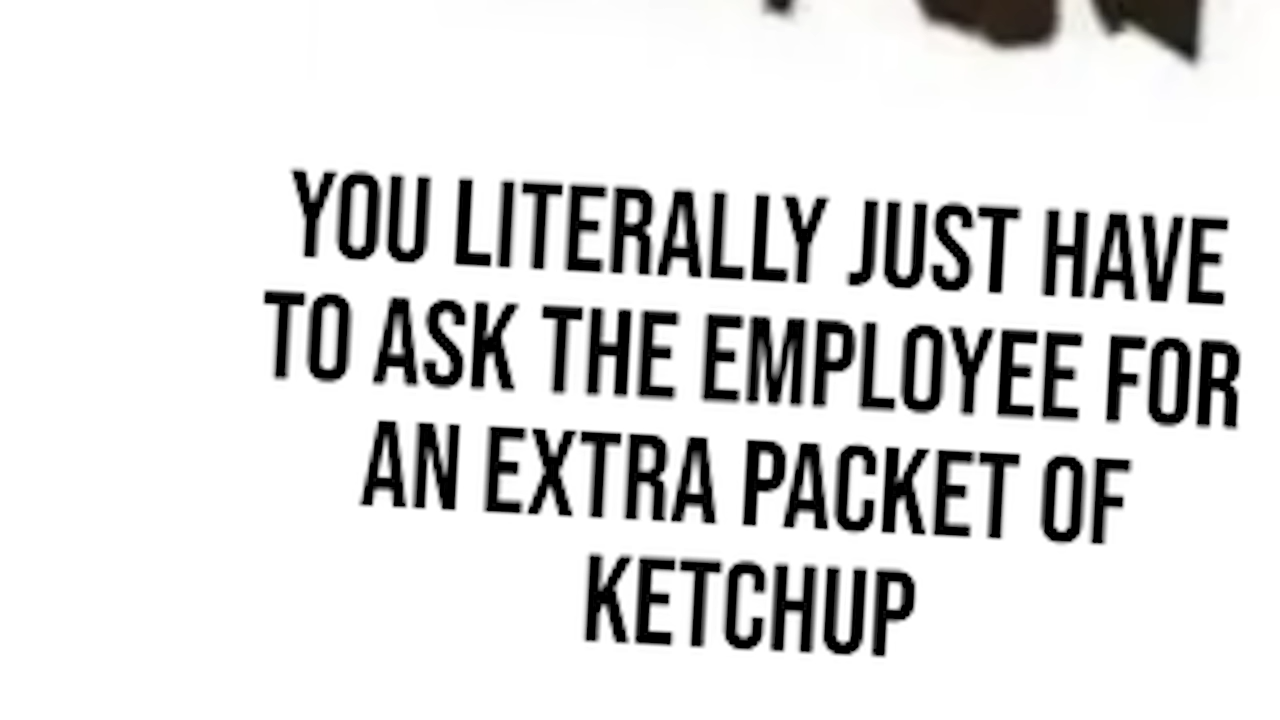 YOU LITERALLY JUST HAVE
TO ASK THE EMPLOYEE FOR
AN EXTRA PACKET OF
KETCHUP